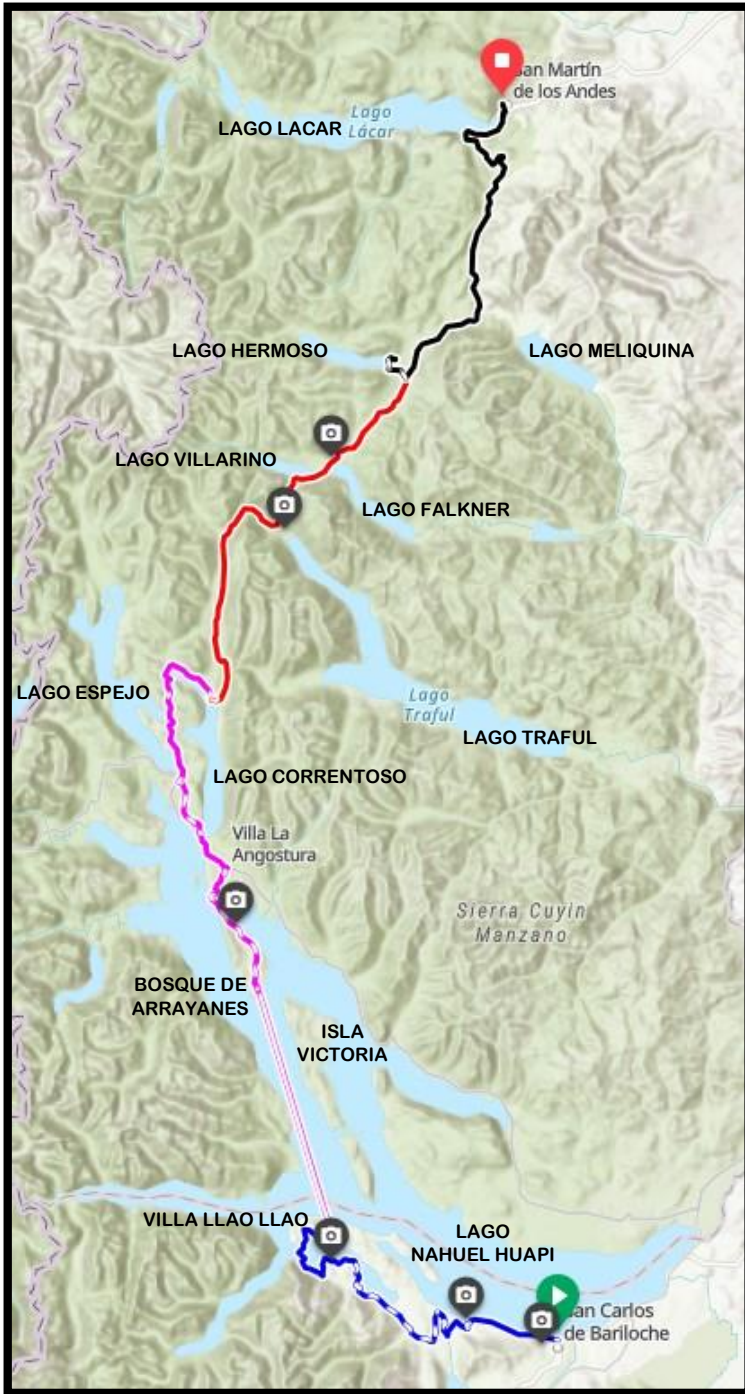 San Martín
de los Andes
LAGO LACAR
Lago
Lácar
LAGO HERMOSO
LAGO MELIQUINA
LAGO VILLARINO
LAGO FALKNER
LAGO ESPEJO
Lago
Traful
LAGO TRAFUL
LAGO CORRENTOSO
Villa La
Angostura
Sierra Cuyin
Manzano
BOSQUE DE
ARRAYANES
ISLA
VICTORIA
VILLA LLAO LLAO
LAGO
NAHUEL HUAPI
San Carlos
de Bariloche